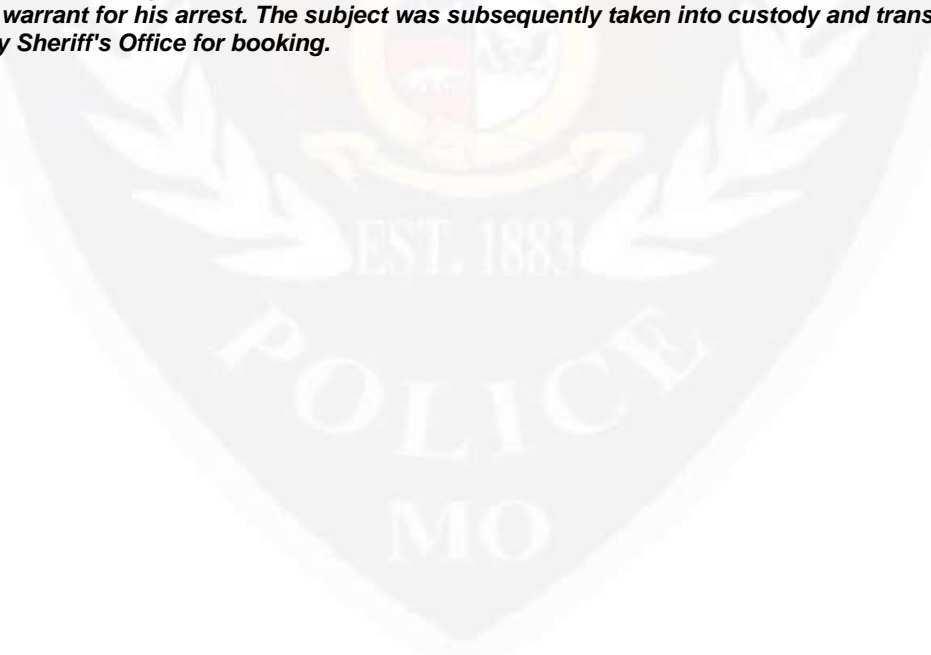 warrant for his arrest. The subject was subsequently taken into custody and trans
y Sheriff's Office for booking.
EST. 1883
POLICE
MO